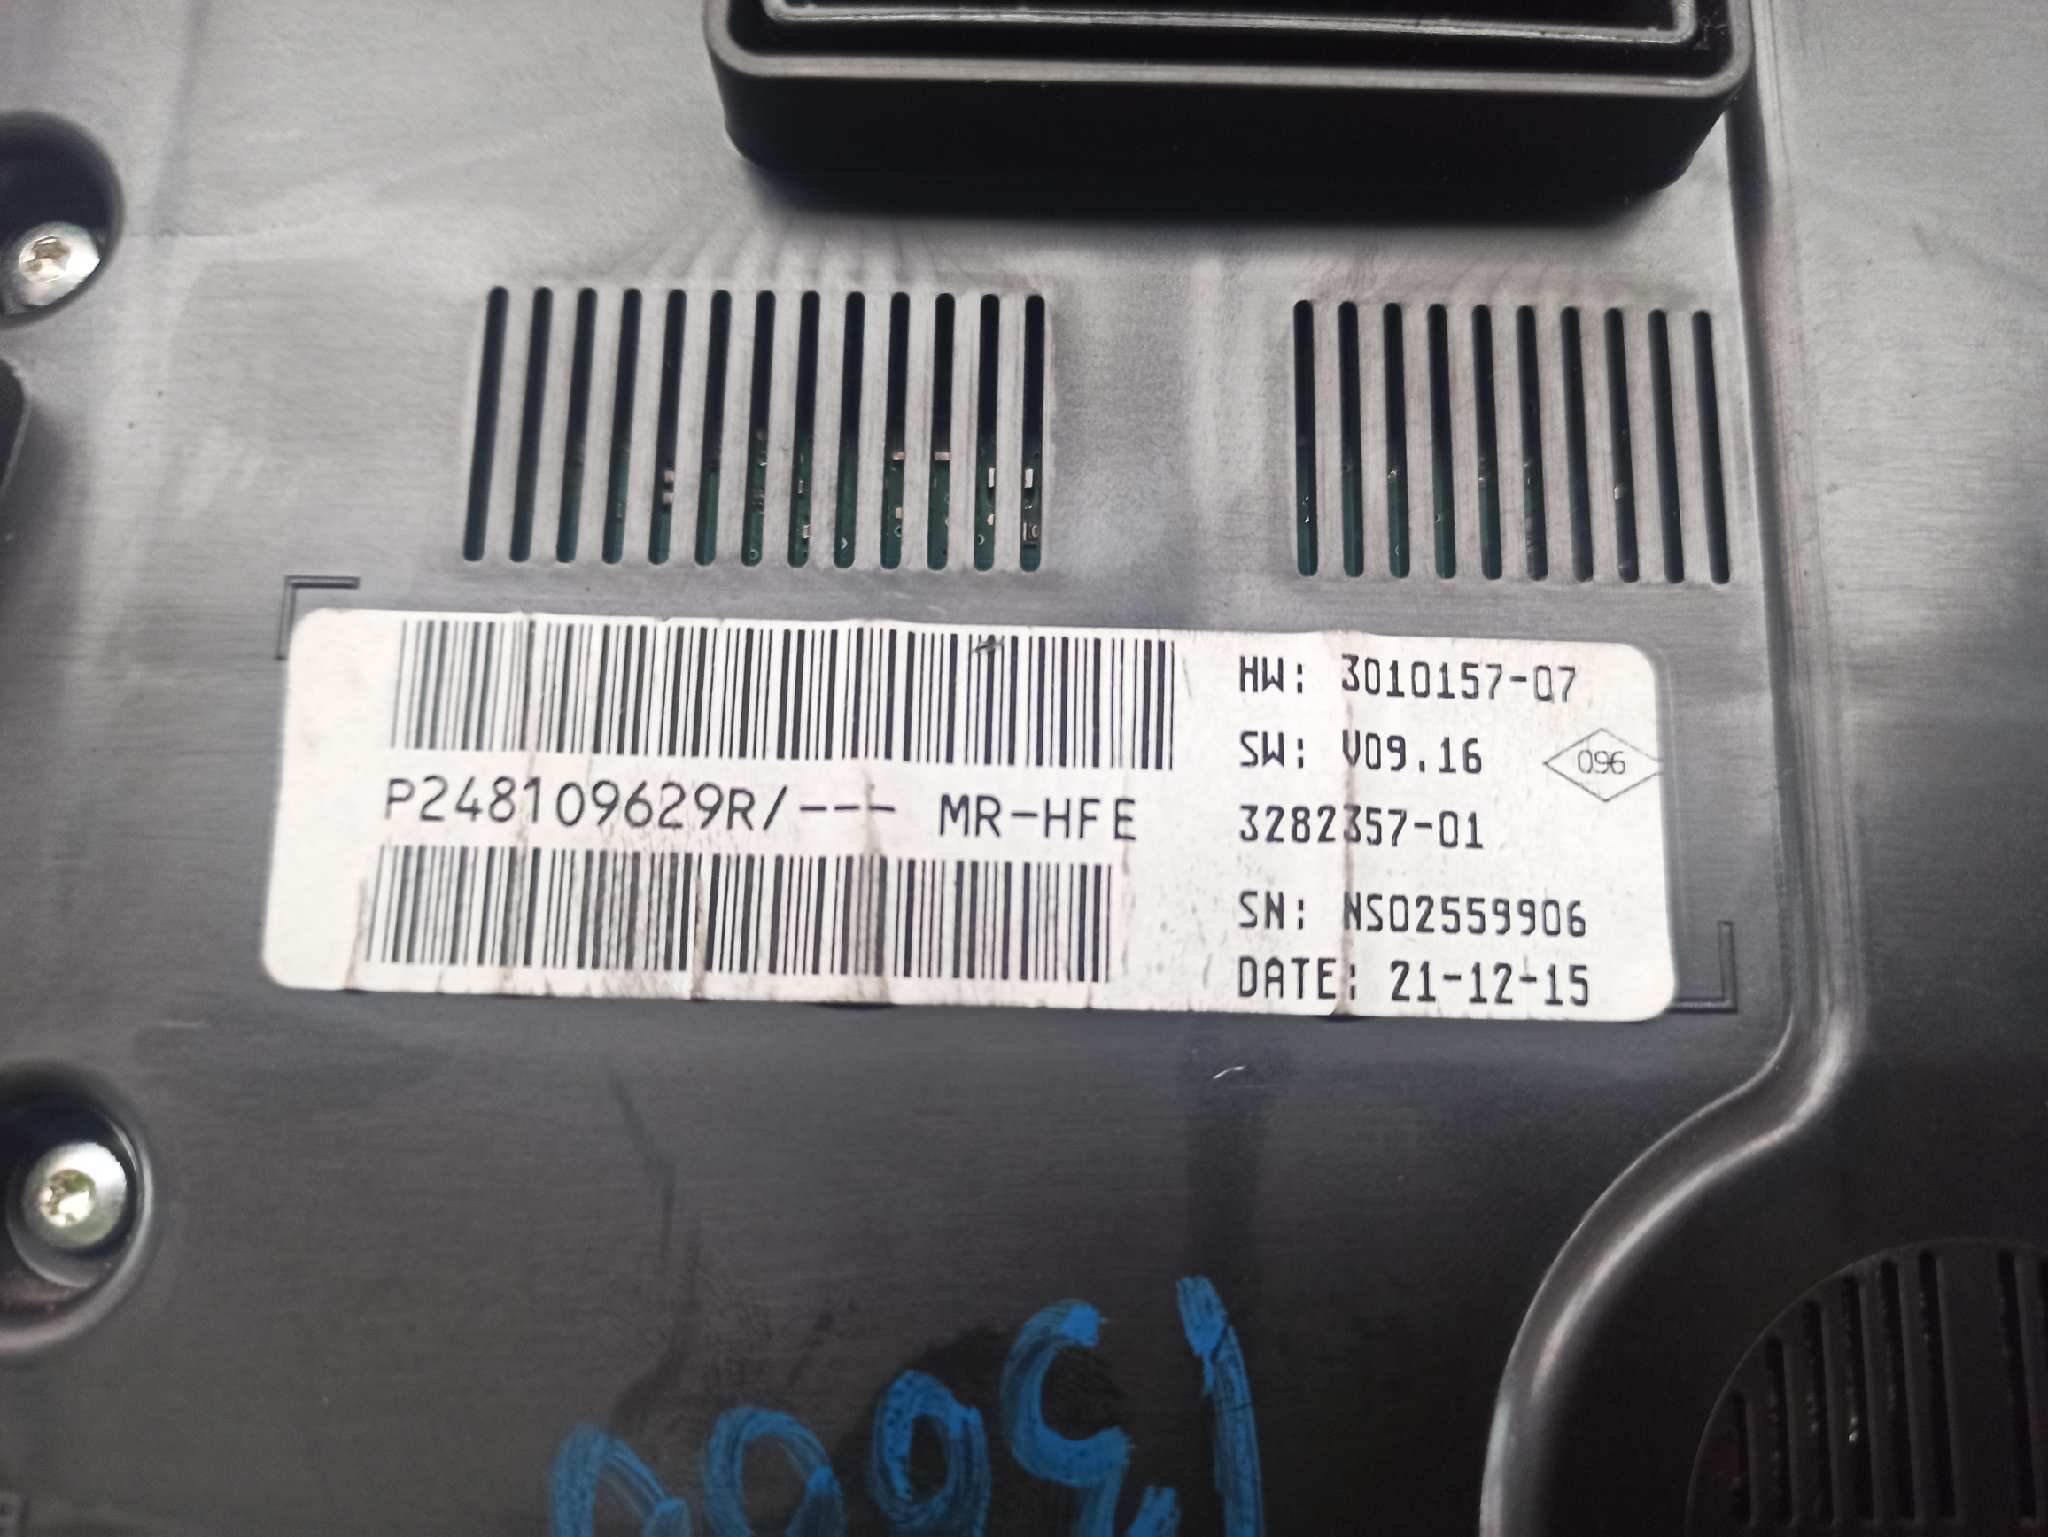 HW: 3010157-07
SW: V09.16
096
P248109629R/--- MR-HFE
3282357-01
SN: NS02559906
DATE: 21-12-15